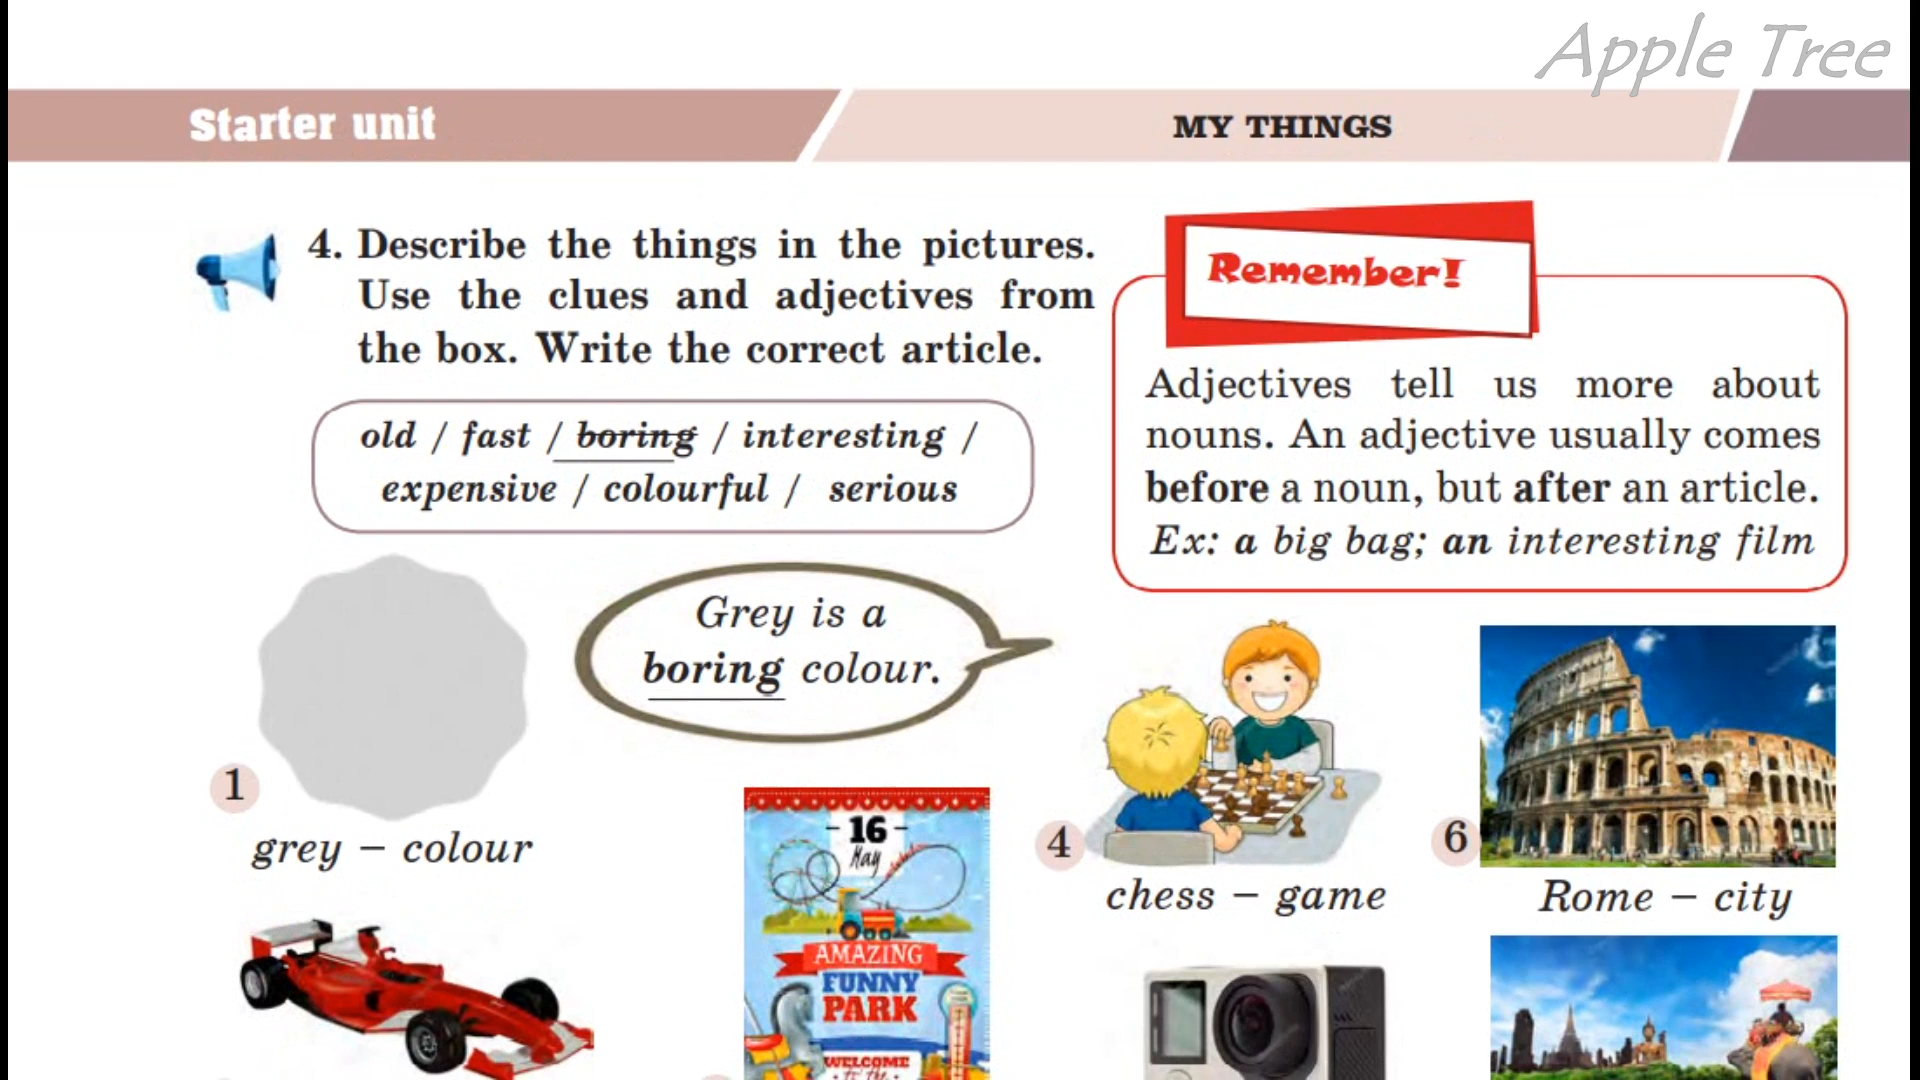 Apple Tree
Starter unit
MY THINGS
4. Describe the things in the pictures.
Use the clues and adjectives from
the box. Write the correct article.
old / fast / boring / interesting /
expensive / colourful / serious
Remember!
Adjectives tell us more about
nouns. An adjective usually comes
before a noun, but after an article.
Ex: a big bag; an interesting film
Grey is a
boring colour.
1
grey – colour
- 16 -
May
AMAZING
FUNNY
PARK
WELCOME
to the
4
chess – game
6
Rome – city